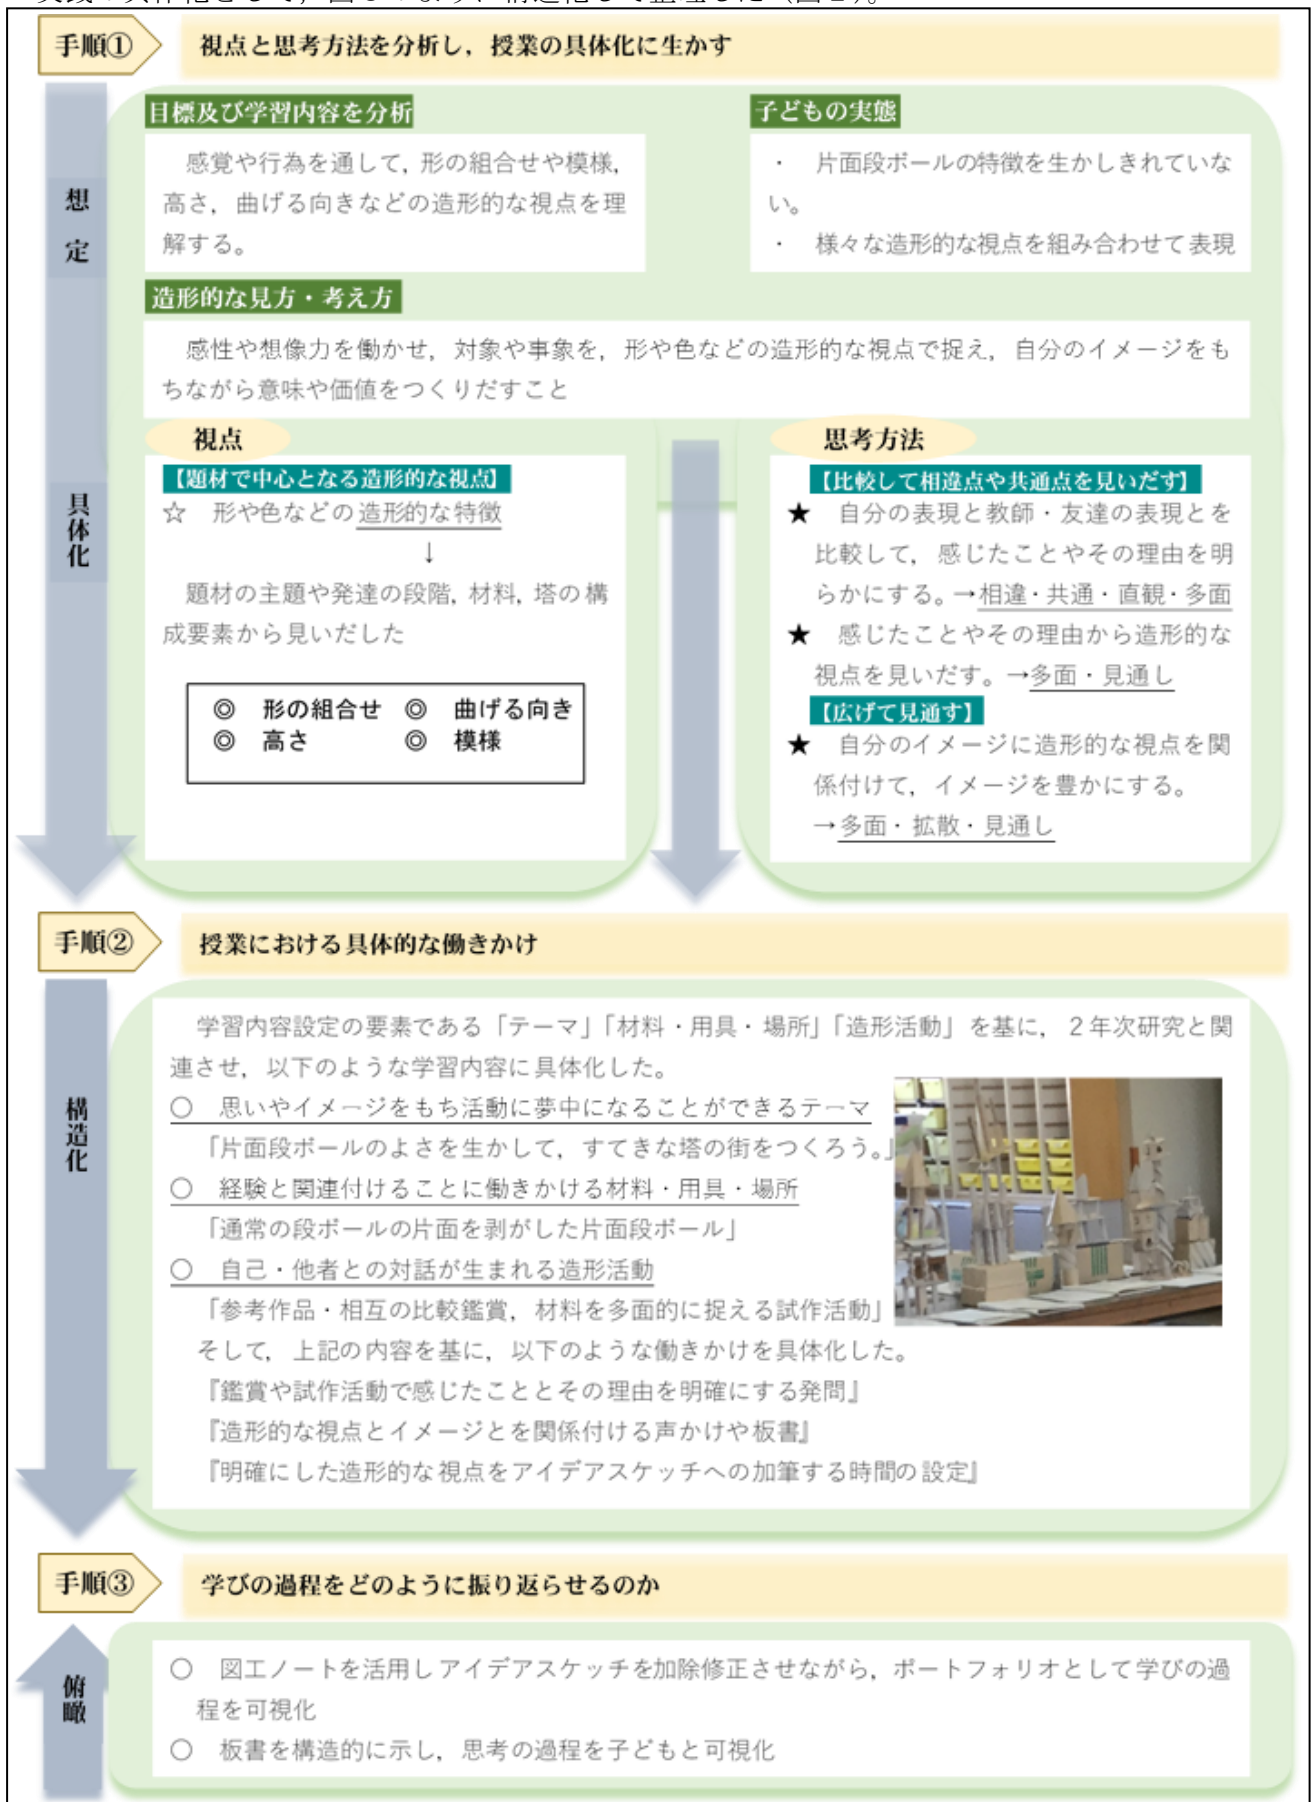 手順① 視点と思考方法を分析し，授業の具体化に生かす
想定
目標及び学習内容を分析
感覚や行為を通して，形の組合せや模様，
高さ，曲げる向きなどの造形的な視点を理
解する。
子どもの実態
・ 片面段ボールの特徴を生かしきれていな
い。
・ 様々な造形的な視点を組み合わせて表現
造形的な見方・考え方
感性や想像力を働かせ，対象や事象を，形や色などの造形的な視点で捉え，自分のイメージをも
ちながら意味や価値をつくりだすこと
具体化
視点
【題材で中心となる造形的な視点】
☆ 形や色などの造形的な特徴
↓
題材の主題や発達の段階，材料，塔の構
成要素から見いだした
◎ 形の組合せ ◎ 曲げる向き
◎ 高さ ◎ 模様
思考方法
【比較して相違点や共通点を見いだす】
★ 自分の表現と教師・友達の表現とを
比較して，感じたことやその理由を明
らかにする。→相違・共通・直観・多面
★ 感じたことやその理由から造形的な
視点を見いだす。→多面・見通し
【広げて見通す】
★ 自分のイメージに造形的な視点を関
係付けて，イメージを豊かにする。
→多面・拡散・見通し
手順② 授業における具体的な働きかけ
構造化
学習内容設定の要素である「テーマ」「材料・用具・場所」「造形活動」を基に，２年次研究と関
連させ，以下のような学習内容に具体化した。
○ 思いやイメージをもち活動に夢中になることができるテーマ
「片面段ボールのよさを生かして，すてきな塔の街をつくろう。」
○ 経験と関連付けることに働きかける材料・用具・場所
「通常の段ボールの片面を剥がした片面段ボール」
○ 自己・他者との対話が生まれる造形活動
「参考作品・相互の比較鑑賞，材料を多面的に捉える試作活動」
そして，上記の内容を基に，以下のような働きかけを具体化した。
『鑑賞や試作活動で感じたこととその理由を明確にする発問』
『造形的な視点とイメージとを関係付ける声かけや板書』
『明確にした造形的な視点をアイデアスケッチへの加筆する時間の設定』
手順③ 学びの過程をどのように振り返らせるのか
俯瞰
○ 図工ノートを活用しアイデアスケッチを加除修正させながら，ポートフォリオとして学びの過
程を可視化
○ 板書を構造的に示し，思考の過程を子どもと可視化